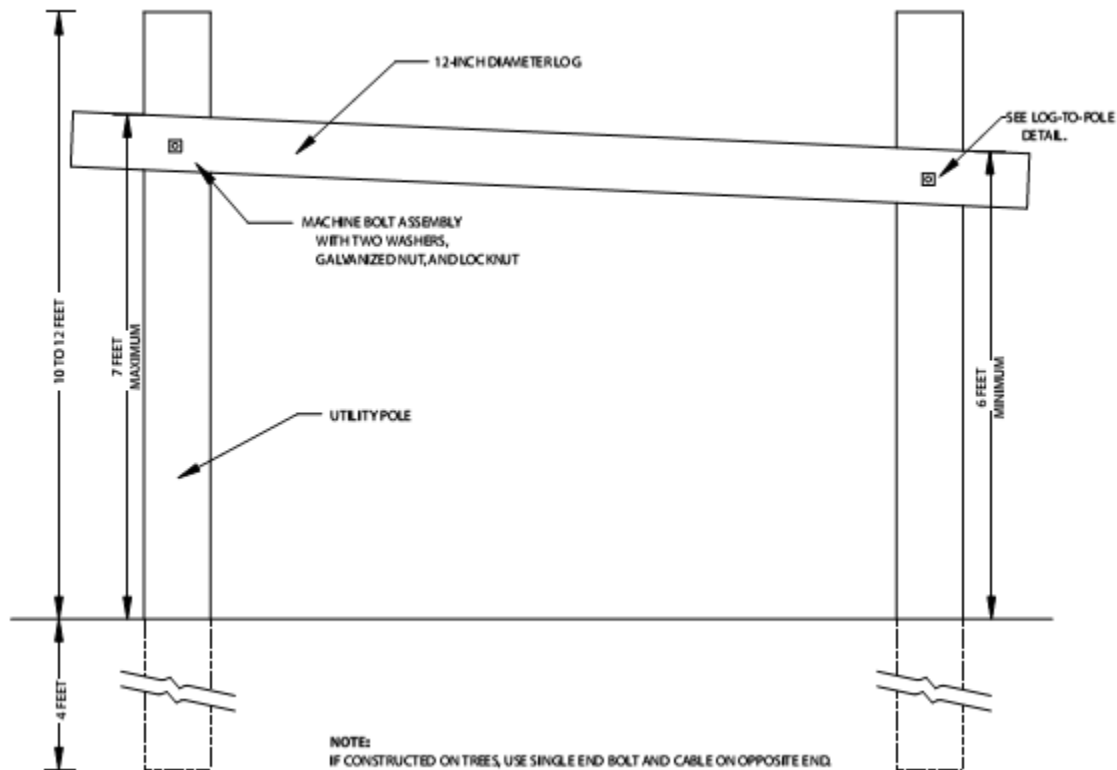 12-INCH DIAMETER LOG
SEE LOG-TO-POLE
DETAIL.
MACHINE BOLT ASSEMBLY
WITH TWO WASHERS,
GALVANIZED NUT, AND LOCKNUT
10 TO 12 FEET
7 FEET
MAXIMUM
6 FEET
MINIMUM
UTILITY POLE
4 FEET
NOTE:
IF CONSTRUCTED ON TREES, USE SINGLE END BOLT AND CABLE ON OPPOSITE END.